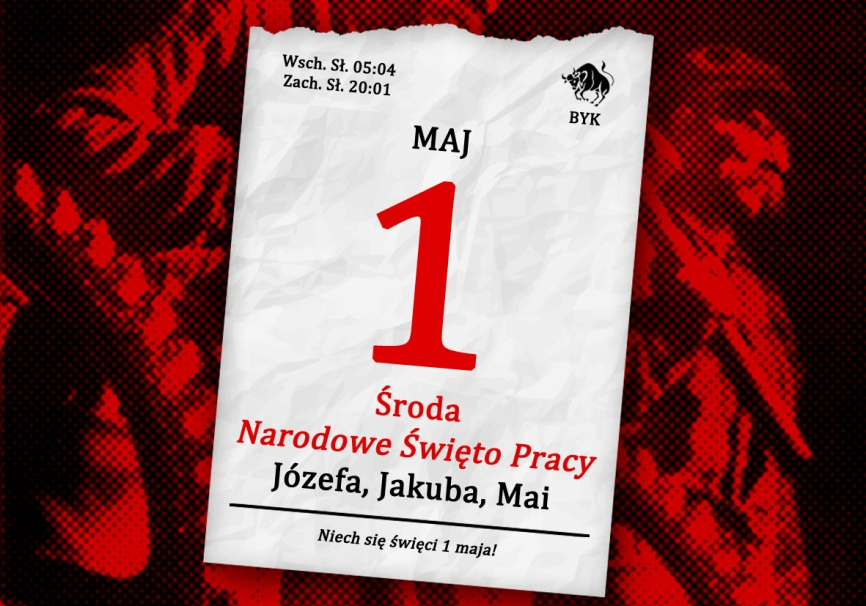 Wsch. Sł. 05:04
Zach. Sł. 20:01
BYK
MAJ
1
Środa
Narodowe Święto Pracy
Józefa, Jakuba, Mai
Niech się święci 1 maja!